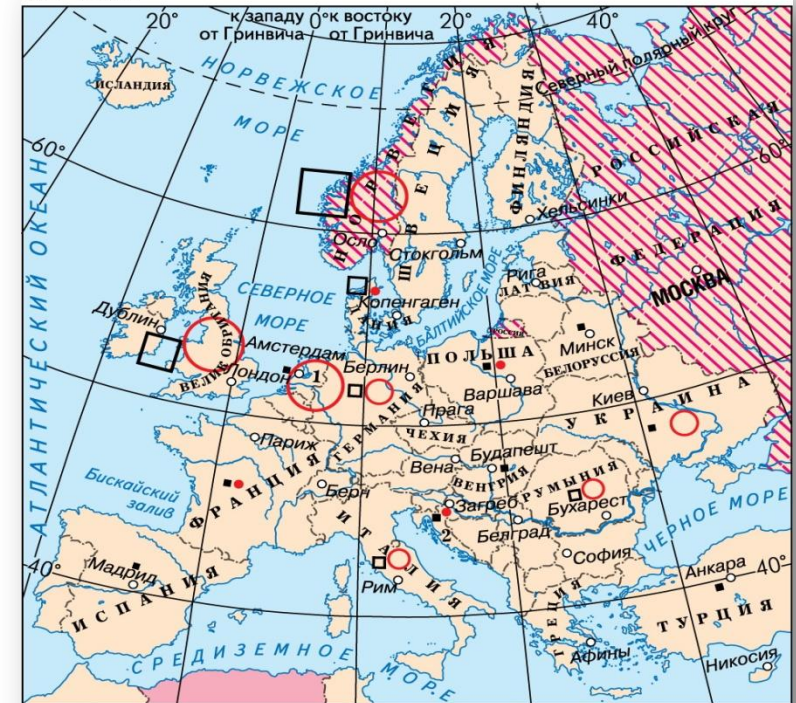 20°
к западу
от Гринвича
0°
к востоку
от Гринвича
20°
40°
Северный полярный круг
ИСЛАНДИЯ
НОРВЕЖСКОЕ
МОРЕ
60°
60°
АТЛАНТИЧЕСКИЙ ОКЕАН
НОРВЕГИЯ
ШВЕЦИЯ
ФИНЛЯНДИЯ
РОССИЙСКАЯ
ФЕДЕРАЦИЯ
МОСКВА
Хельсинки
Осло
Стокгольм
СЕВЕРНОЕ
МОРЕ
Копенгаген
ДАНИЯ
БАЛТИЙСКОЕ МОРЕ
Рига
ЛАТВИЯ
РОССИЯ
Дублин
ВЕЛИКОБРИТАНИЯ
Лондон
Амстердам
1
Берлин
ГЕРМАНИЯ
ПОЛЬША
Варшава
Минск
БЕЛОРУССИЯ
Киев
УКРАИНА
Прага
ЧЕХИЯ
Париж
ФРАНЦИЯ
Берн
Вена
Будапешт
ВЕНГРИЯ
РУМЫНИЯ
Бухарест
Загреб
2
Белград
София
Бискайский
залив
ИТАЛИЯ
Рим
Мадрид
ИСПАНИЯ
40°
40°
ЧЕРНОЕ МОРЕ
Анкара
ТУРЦИЯ
ГРЕЦИЯ
Афины
Никосия
СРЕДИЗЕМНОЕ
МОРЕ